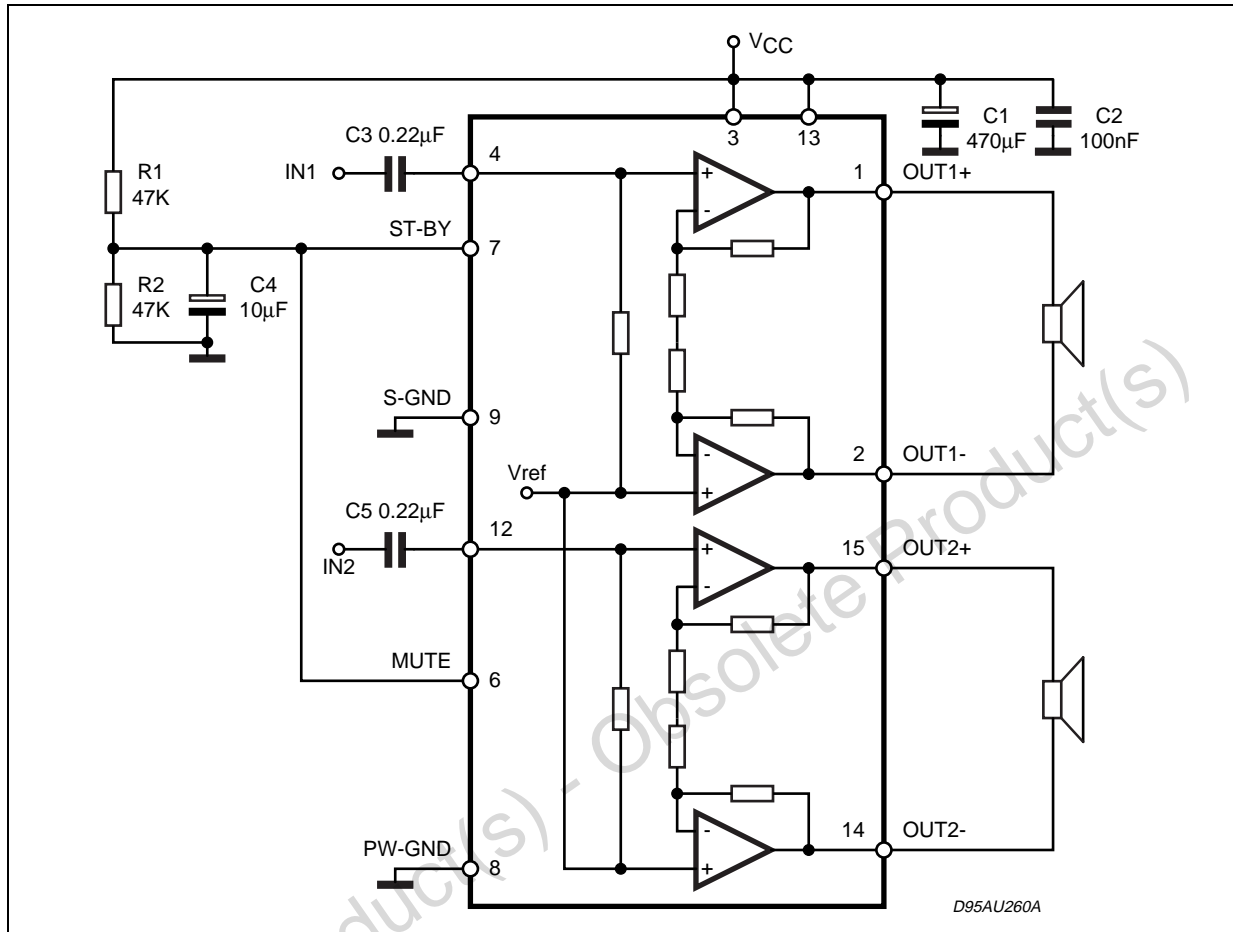 VCC
C3 0.22µF
IN1
4
3
13
C1
470µF
C2
100nF
R1
47K
+
-
1
OUT1+
ST-BY
7
R2
47K
C4
10µF
S-GND
9
-
+
2
OUT1-
Vref
C5 0.22µF
IN2
12
+
-
15
OUT2+
MUTE
6
-
+
14
OUT2-
PW-GND
8
D95AU260A
duct(s) - Obsolete Product(s)